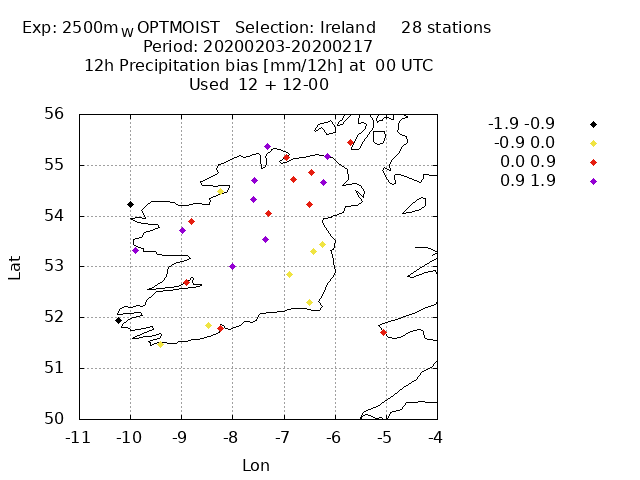 Exp: 2500m_W OPTMOIST   Selection: Ireland     28 stations
Period: 20200203-20200217
12h Precipitation bias [mm/12h] at  00 UTC
Used  12 + 12-00
-1.9 -0.9
-0.9 0.0
0.0 0.9
0.9 1.9
56
55
54
53
52
51
50
Lat
-11 -10 -9 -8 -7 -6 -5 -4
Lon